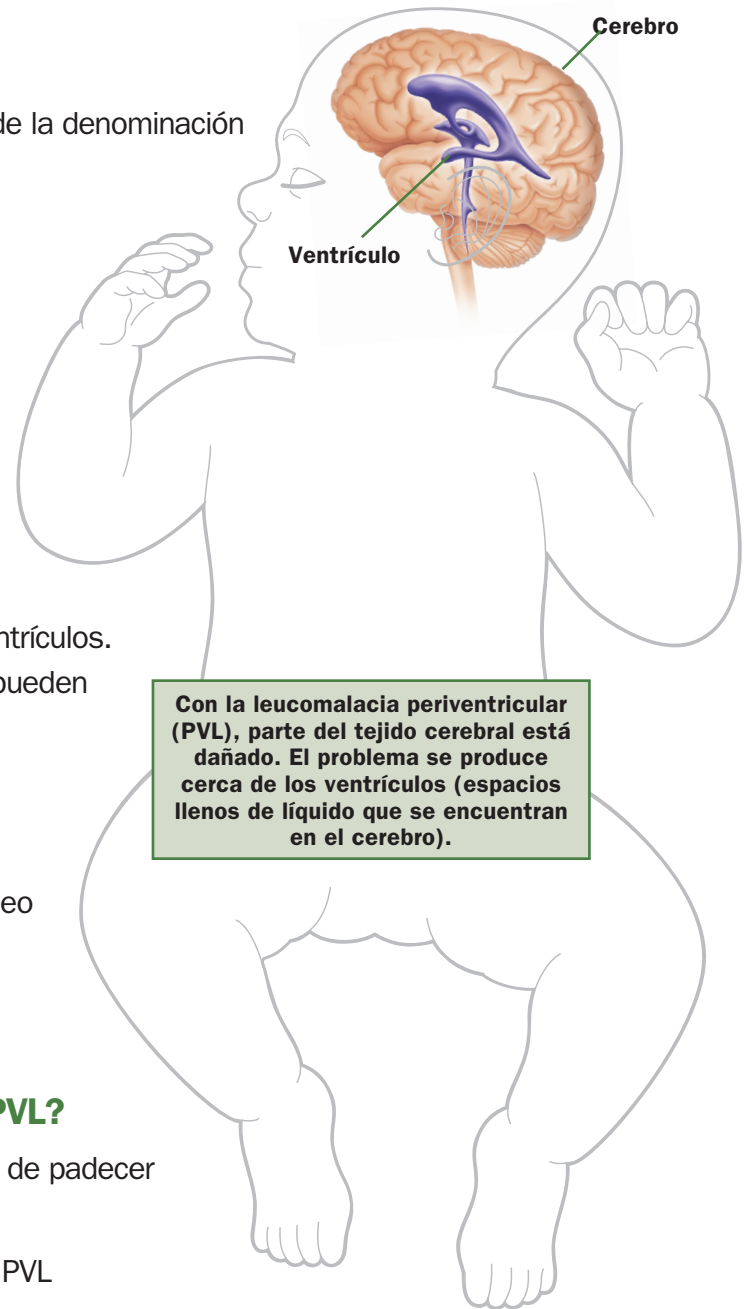 Cerebro
de la denominación
Ventrículo
ntrículos.
pueden
Con la leucomalacia periventricular
(PVL), parte del tejido cerebral está
dañado. El problema se produce
cerca de los ventrículos (espacios
llenos de líquido que se encuentran
en el cerebro).
eo
PVL?
de padecer
PVL